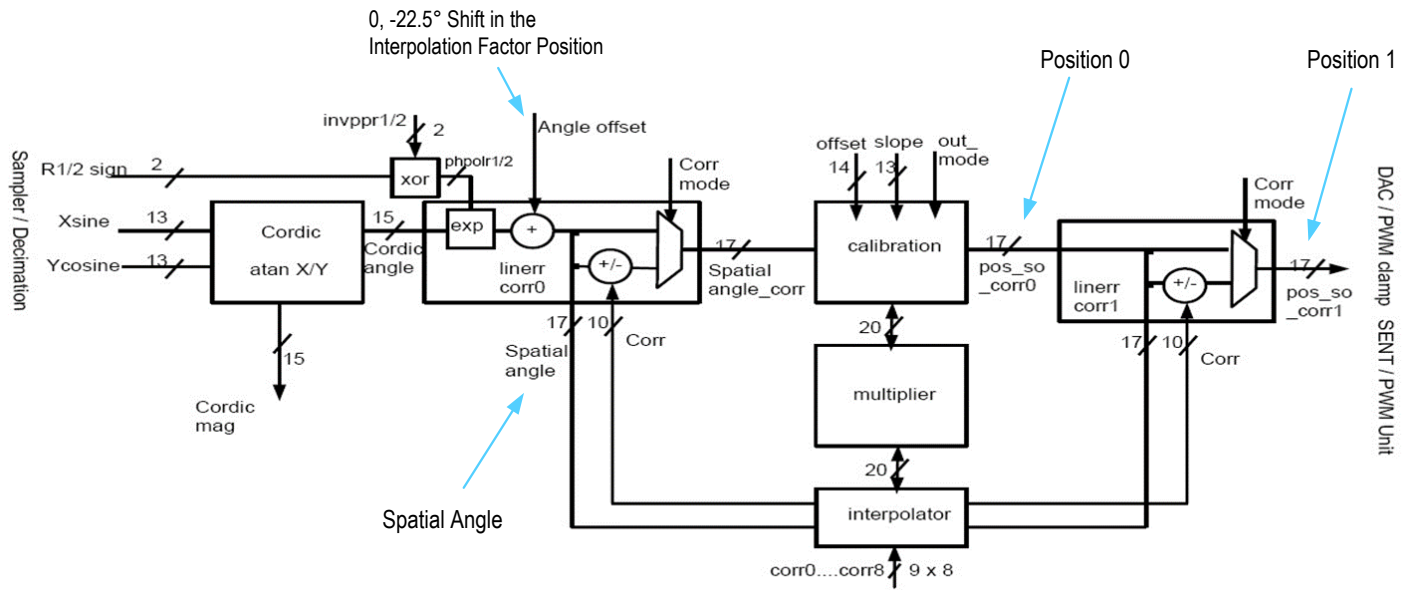 0, -22.5° Shift in the
Interpolation Factor Position
Position 0
Position 1
invppr1/2
2
Angle offset
R1/2 sign
2
xor
phpolr1/2
Corr
mode
offset
slope
out_
mode
14
13
Corr
mode
Sampler / Decimation
Xsine
13
Ycosine
13
Cordic
atan X/Y
15
Cordic
angle
exp
+
+/-
linerr
corr0
17
Spatial
angle_corr
calibration
17
pos_so
_corr0
linerr
corr1
+/-
17
pos_so
_corr1
DAC / PWM clamp SENT / PWM Unit
15
Cordic
mag
17
Spatial
angle
10
Corr
20
multiplier
20
interpolator
17
10
Corr
Spatial Angle
corr0....corr8
9 x 8